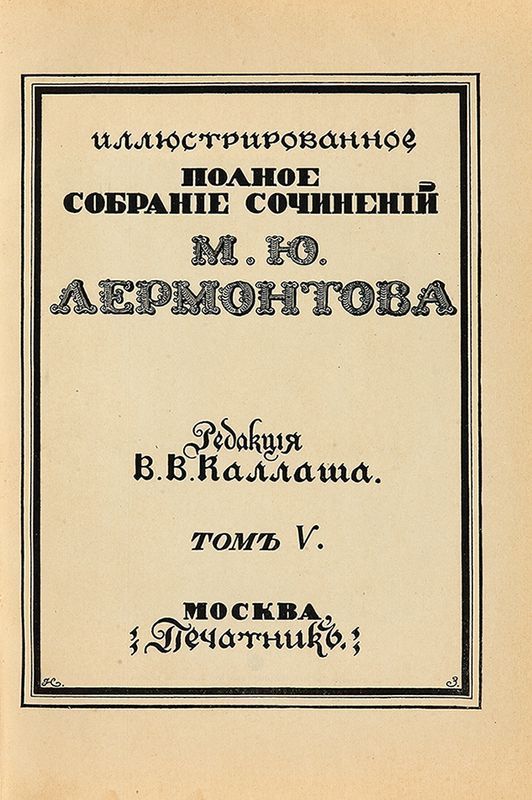 ИЛЛЮСТРИРОВАННОЕ
ПОЛНОЕ
СОБРАНІЕ СОЧИНЕНІЙ
М. Ю.
ЛЕРМОНТОВА
Редакція
В. В. Каллаша.
ТОМЪ V.
МОСКВА,
„Печатникъ.“
Н. З.